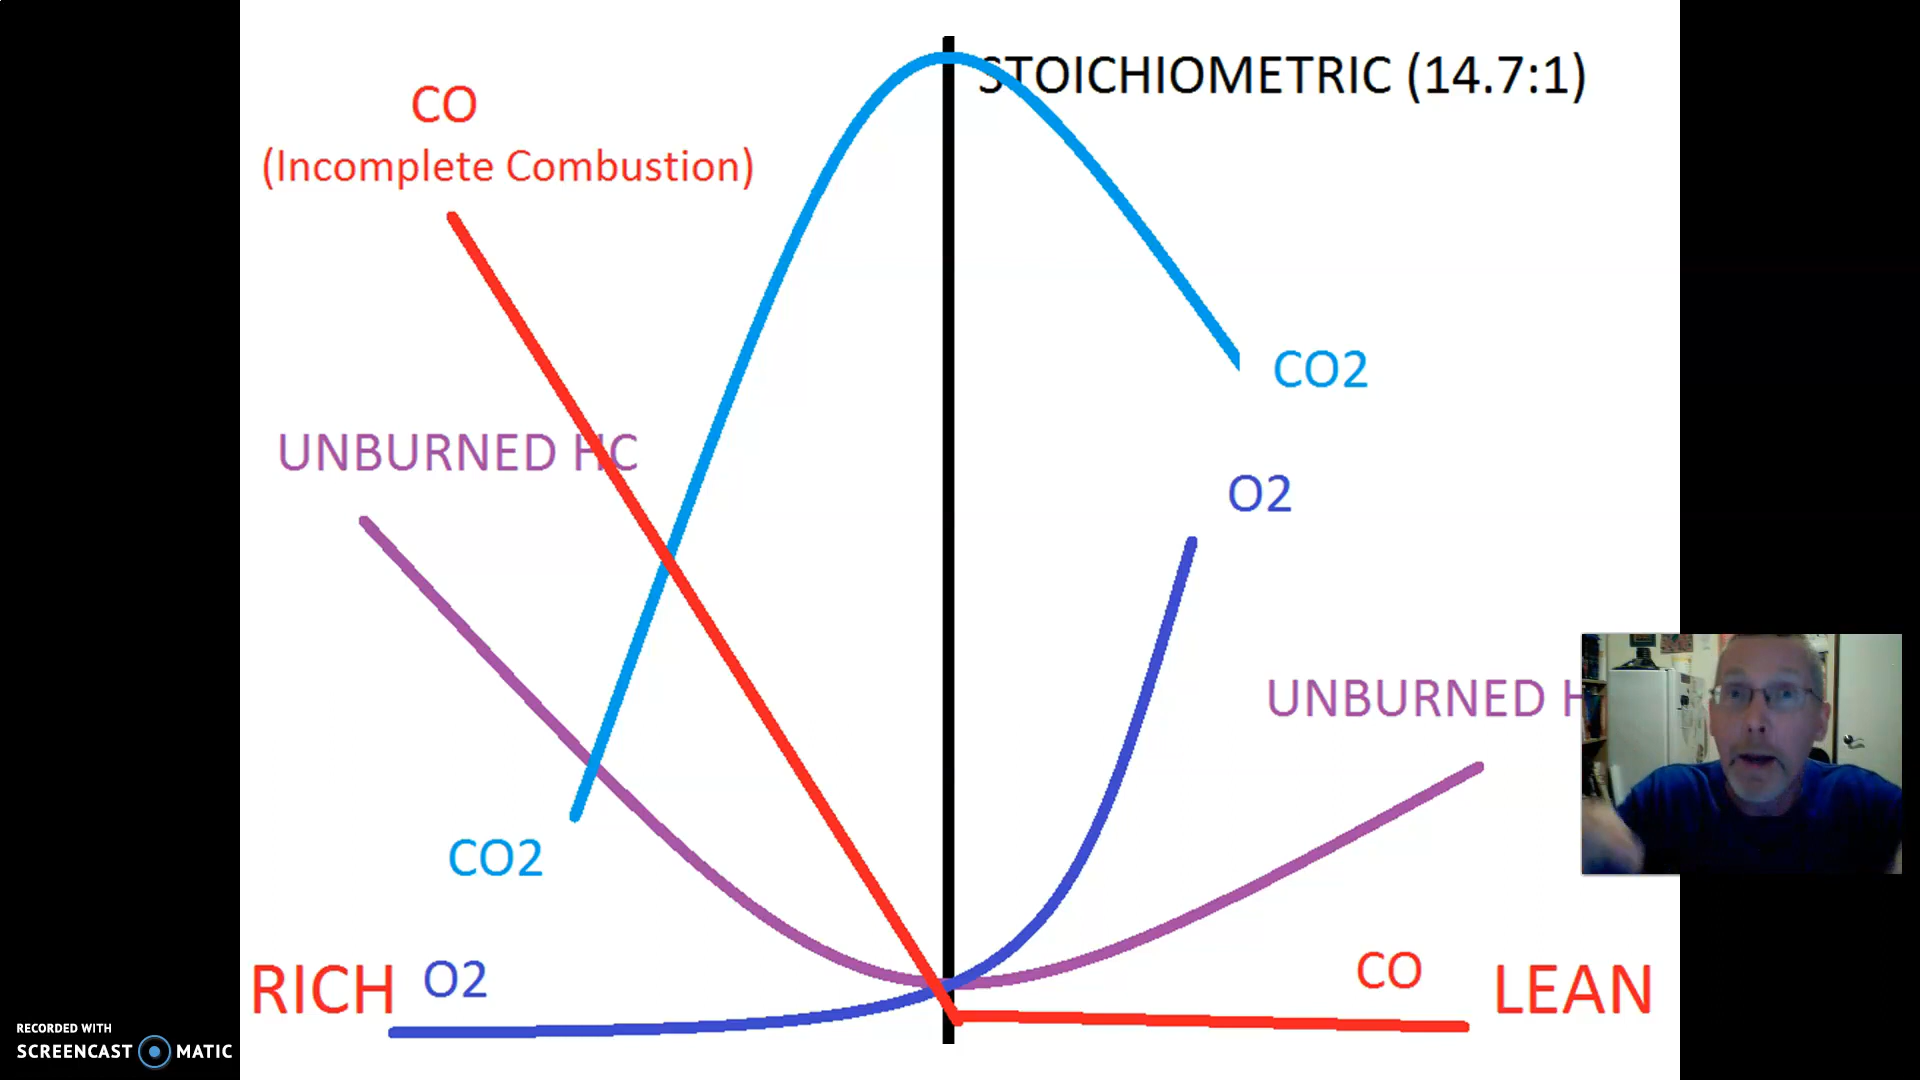 STOICHIOMETRIC (14.7:1)
CO
(Incomplete Combustion)
CO2
UNBURNED HC
O2
UNBURNED
CO2
RICH
O2
CO
LEAN
RECORDED WITH
SCREENCAST MATIC